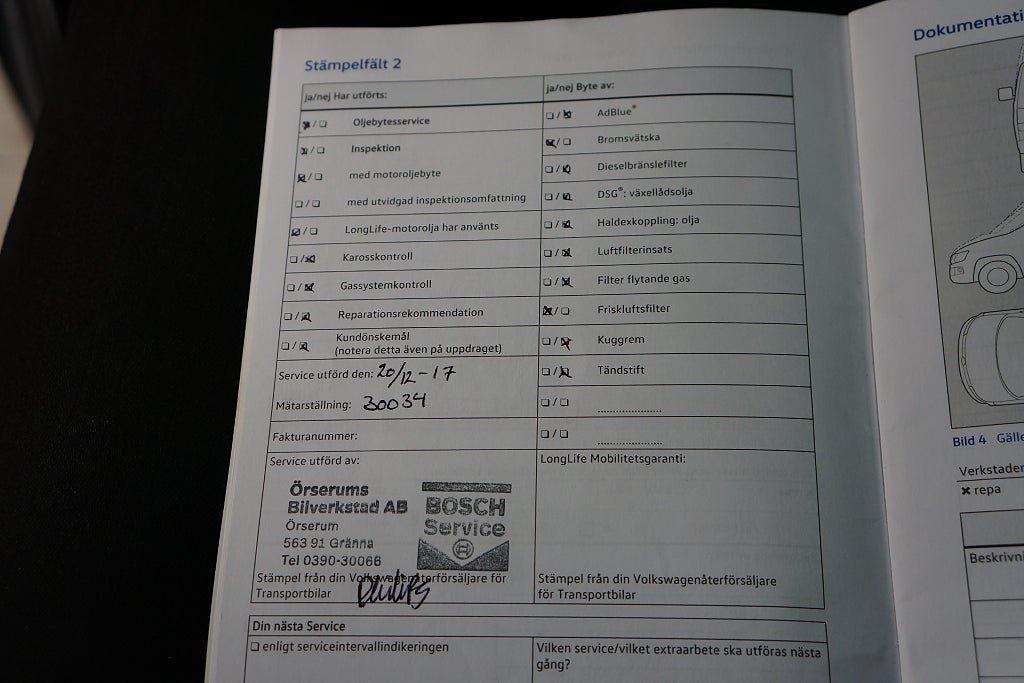 Stämpelfält 2
ja/nej Har utförts:
Oljebytesservice
Inspektion
med motoroljebyte
med utvidgad inspektionsomfattning
LongLife-motorolja har använts
Karosskontroll
Gassystemkontroll
Reparationsrekommendation
Kundönskemål
(notera detta även på uppdraget)
Service utförd den: 20/12-17
Mätarställning: 30034
Fakturanummer:
Service utförd av:
Örserums
Bilverkstad AB
Örserum
563 91 Gränna
Tel 0390-30066
BOSCH
Service
Stämpel från din Volkswagenåterförsäljare för
Transportbilar
ja/nej Byte av:
AdBlue®
Bromsvätska
Dieselbränslefilter
DSG®: växellådsolja
Haldexkoppling: olja
Luftfilterinsats
Filter flytande gas
Friskluftsfilter
Kuggrem
Tändstift
LongLife Mobilitetsgaranti:
Stämpel från din Volkswagenåterförsäljare
för Transportbilar
Din nästa Service
enligt serviceintervallindikeringen
Vilken service/vilket extraarbete ska utföras nästa
gång?
Dokumentati
Bild 4 Gälle
Verkstaden
repa
Beskrivni